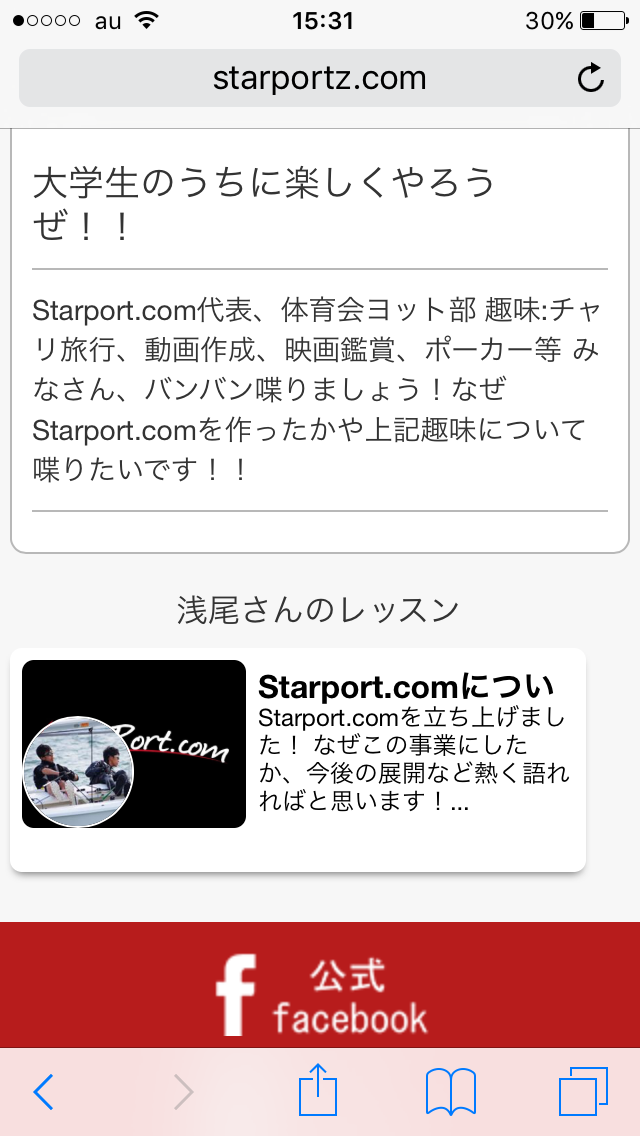 au 15:31 30%
starportz.com
大学生のうちに楽しくやろう
ぜ！！
Starport.com代表、体育会ヨット部 趣味:チャ
リ旅行、動画作成、映画鑑賞、ポーカー等 み
なさん、バンバン喋りましょう！なぜ
Starport.comを作ったかや上記趣味について
喋りたいです！！
浅尾さんのレッスン
Port.com
Starport.comについ
Starport.comを立ち上げまし
た！ なぜこの事業にした
か、今後の展開など熱く語れ
ればと思います！...
公式
facebook